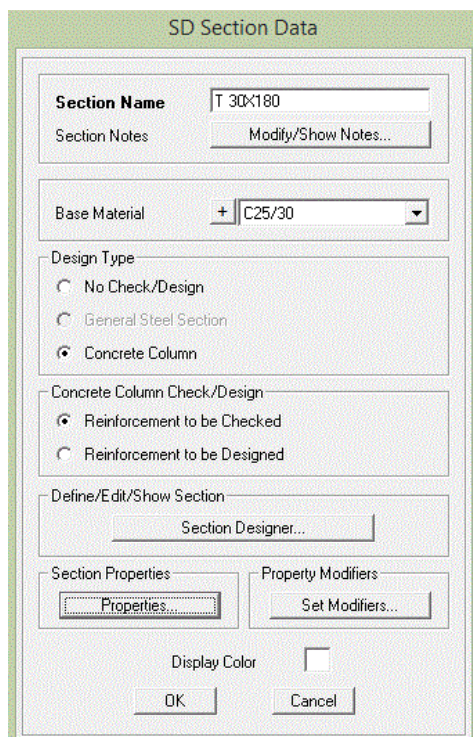 SD Section Data
Section Name T 30X180
Section Notes Modify/Show Notes...
Base Material + C25/30
Design Type
No Check/Design
General Steel Section
Concrete Column
Concrete Column Check/Design
Reinforcement to be Checked
Reinforcement to be Designed
Define/Edit/Show Section
Section Designer...
Section Properties Property Modifiers
Properties... Set Modifiers...
Display Color
OK Cancel